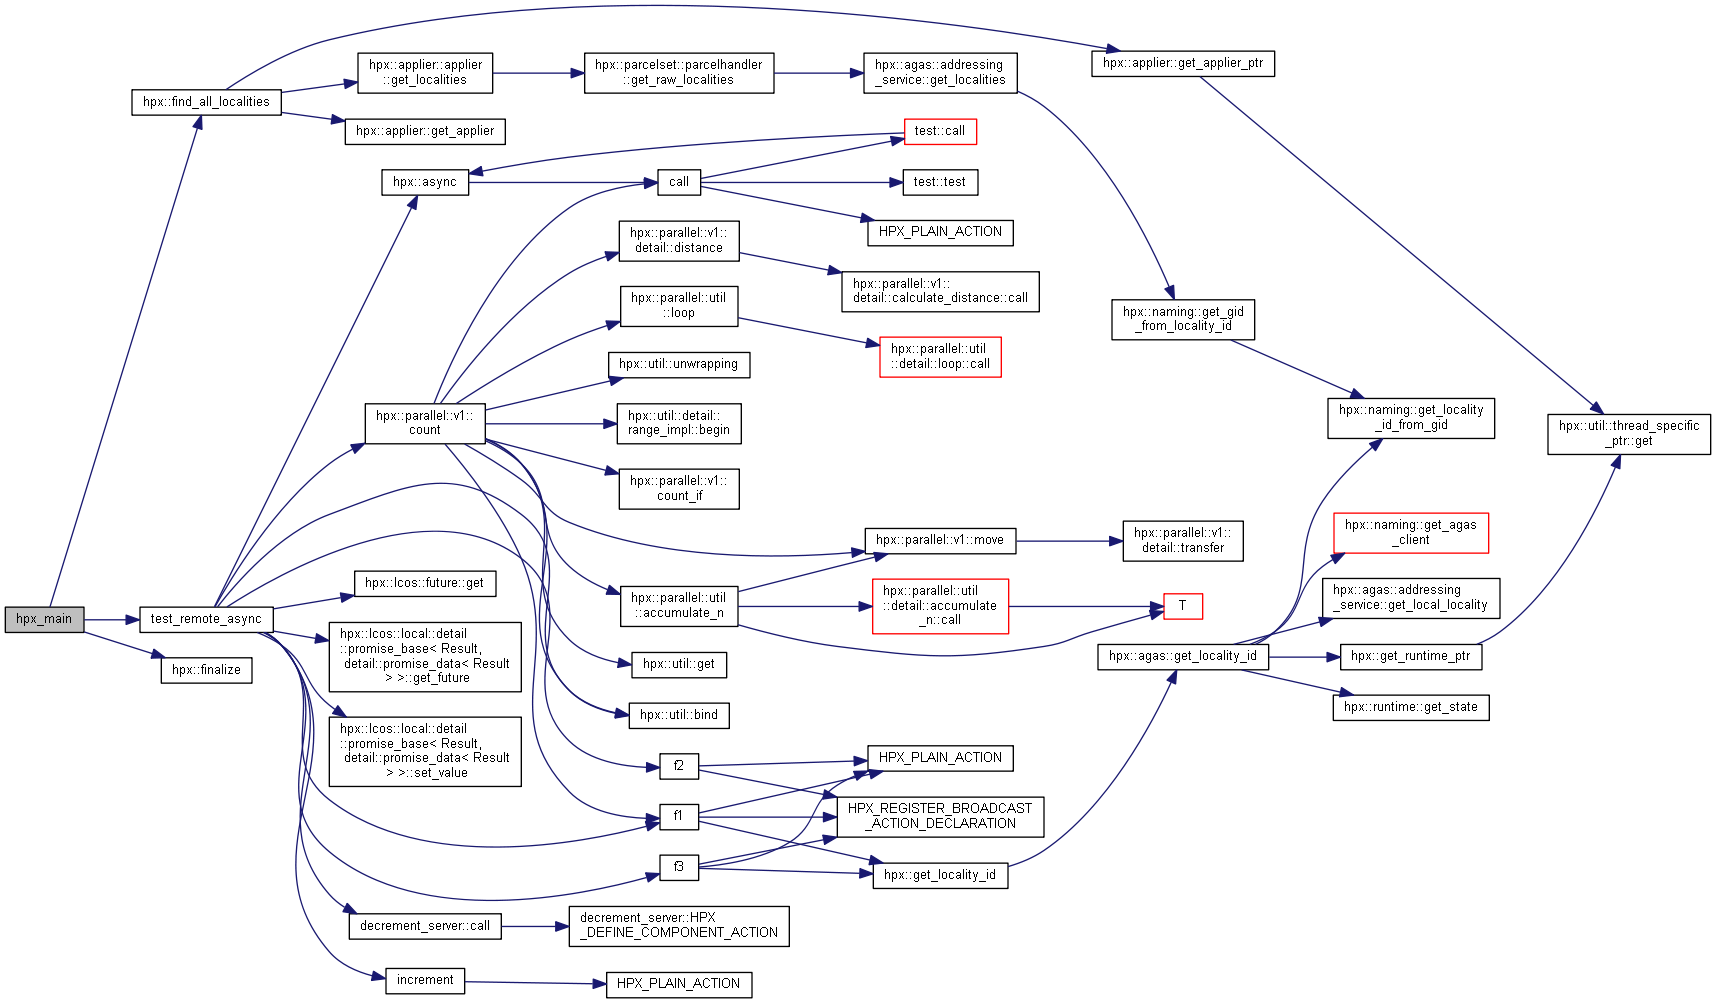 hpx_main
hpx::find_all_localities
test_remote_async
hpx::finalize
hpx::applier::applier
::get_localities
hpx::applier::get_applier
hpx::async
hpx::parallel::v1::
count
hpx::lcos::future::get
hpx::lcos::local::detail
::promise_base< Result,
detail::promise_data< Result
> >::get_future
hpx::lcos::local::detail
::promise_base< Result,
detail::promise_data< Result
> >::set_value
decrement_server::call
increment
hpx::parcelset::parcelhandler
::get_raw_localities
call
hpx::parallel::v1::
detail::distance
hpx::parallel::util
::loop
hpx::util::unwrapping
hpx::util::detail::
range_impl::begin
hpx::parallel::v1::
count_if
hpx::parallel::util
::accumulate_n
hpx::util::get
hpx::util::bind
f2
f1
f3
decrement_server::HPX
_DEFINE_COMPONENT_ACTION
HPX_PLAIN_ACTION
hpx::agas::addressing
_service::get_localities
test::call
test::test
HPX_PLAIN_ACTION
hpx::parallel::v1::
detail::calculate_distance::call
hpx::parallel::util
::detail::loop::call
hpx::parallel::v1::move
hpx::parallel::util
::detail::accumulate
_n::call
HPX_PLAIN_ACTION
HPX_REGISTER_BROADCAST
_ACTION_DECLARATION
hpx::get_locality_id
hpx::applier::get_applier_ptr
hpx::naming::get_gid
_from_locality_id
hpx::parallel::v1::
detail::transfer
T
hpx::agas::get_locality_id
hpx::naming::get_locality
_id_from_gid
hpx::naming::get_agas
_client
hpx::agas::addressing
_service::get_local_locality
hpx::get_runtime_ptr
hpx::runtime::get_state
hpx::util::thread_specific
_ptr::get